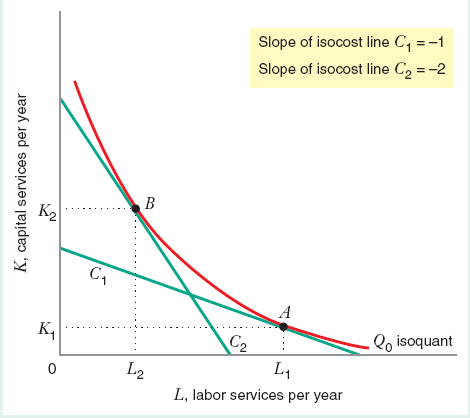 Slope of isocost line C₁ = –1
Slope of isocost line C₂ = –2
K, capital services per year
K₂
B
C₁
K₁
A
C₂
Q₀ isoquant
0
L₂
L₁
L, labor services per year